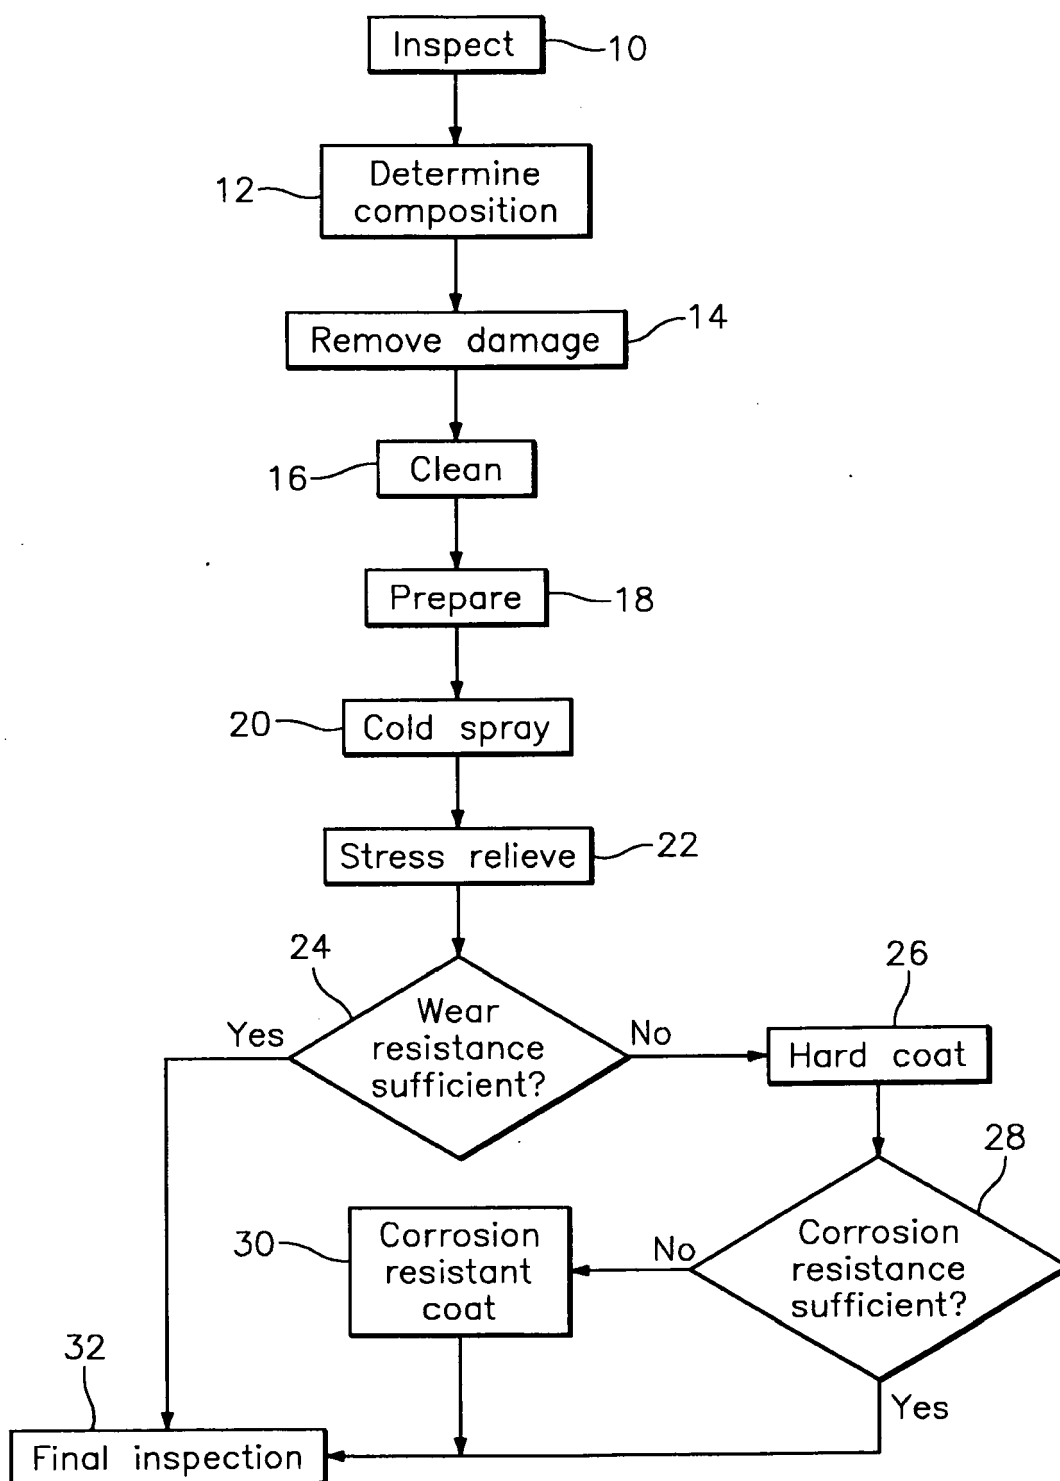 Inspect
10
Determine
composition
12
Remove damage
14
Clean
16
Prepare
18
Cold spray
20
Stress relieve
22
24
Wear
resistance
sufficient?
Yes
No
26
Hard coat
28
Corrosion
resistance
sufficient?
No
Yes
30
Corrosion
resistant
coat
32
Final inspection